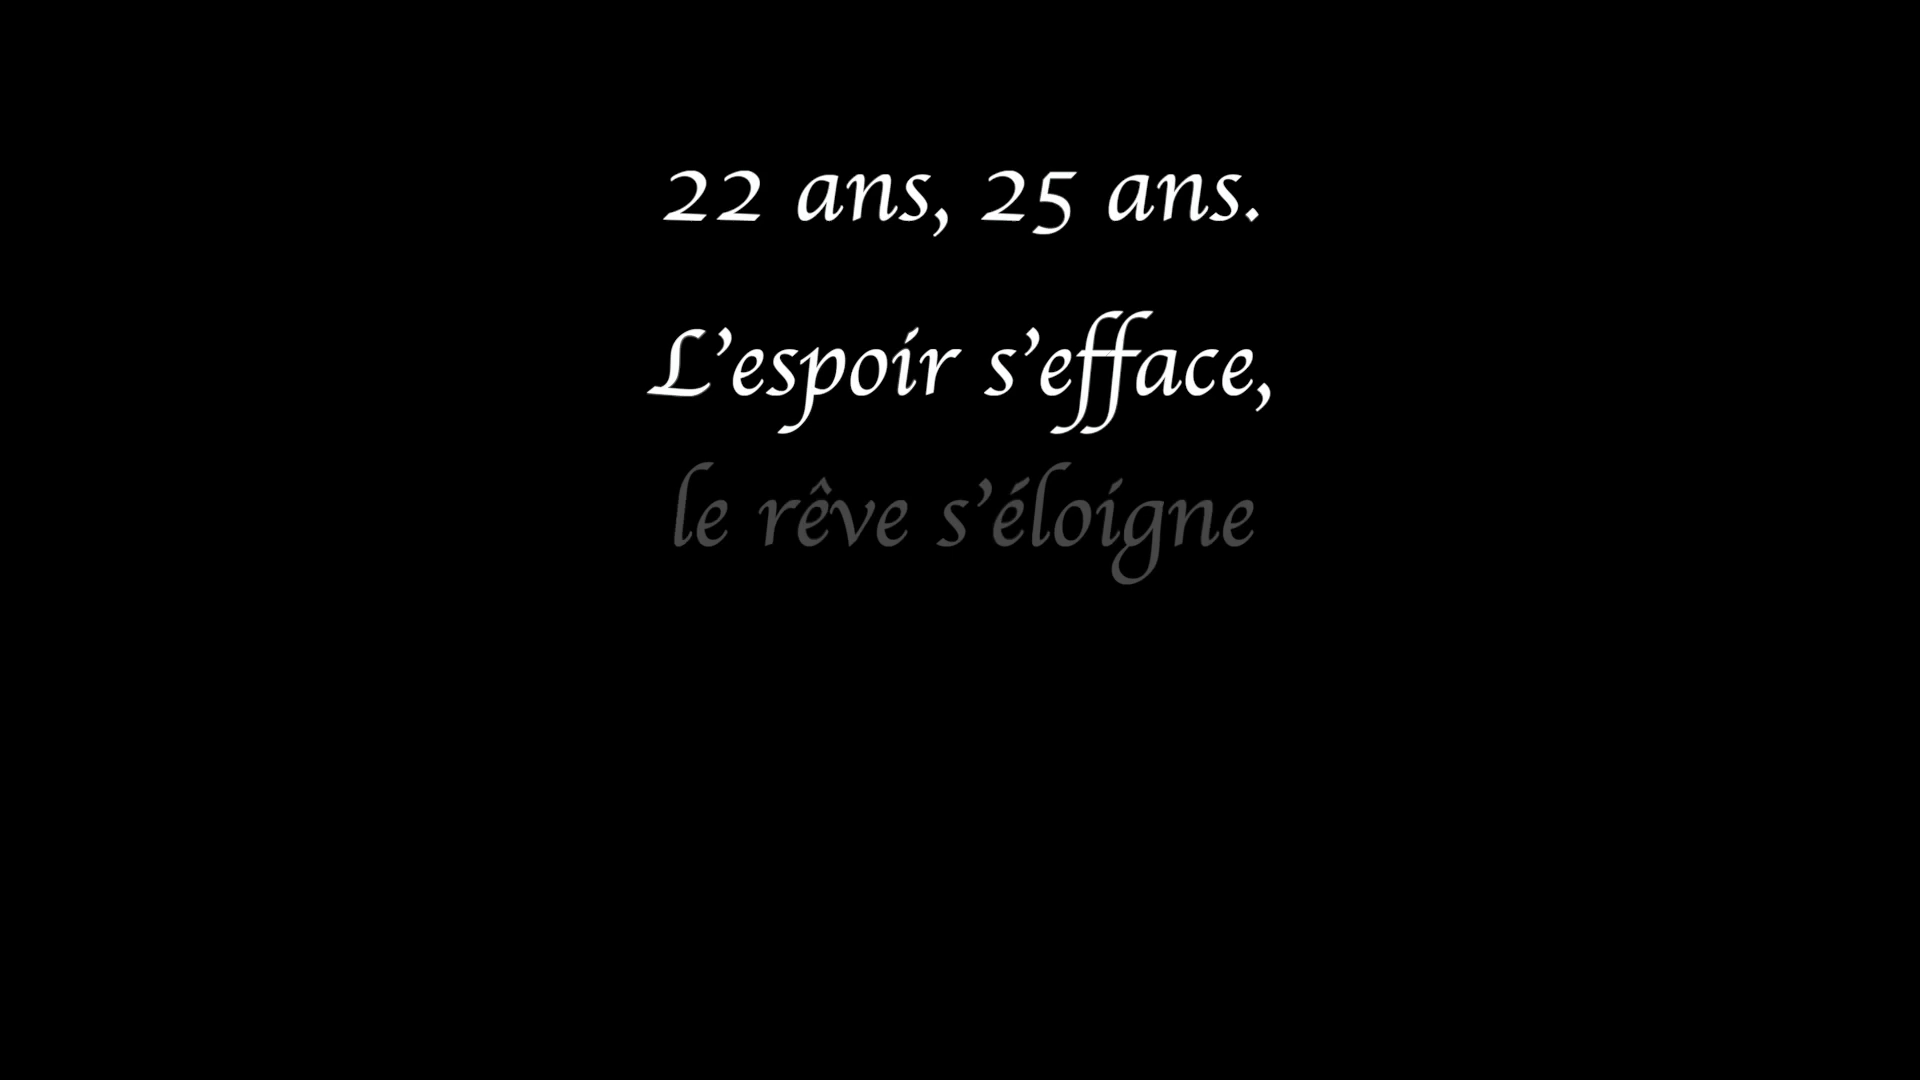 22 ans, 25 ans.
L’espoir s’efface,
le rêve s’éloigne